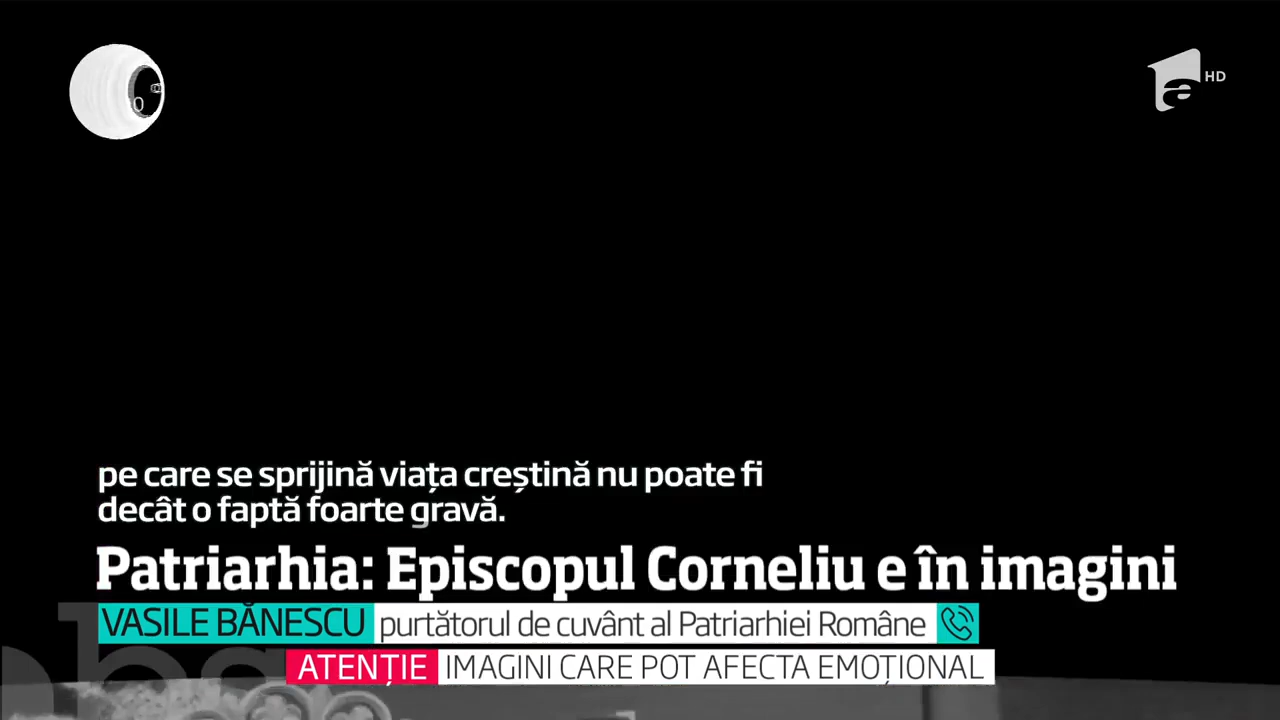 HD
pe care se sprijină viața creștină nu poate fi
decât o faptă foarte gravă.
Patriarhia: Episcopul Corneliu e în imagini
VASILE BĂNESCU purtătorul de cuvânt al Patriarhiei Române
ATENȚIE IMAGINI CARE POT AFECTA EMOȚIONAL